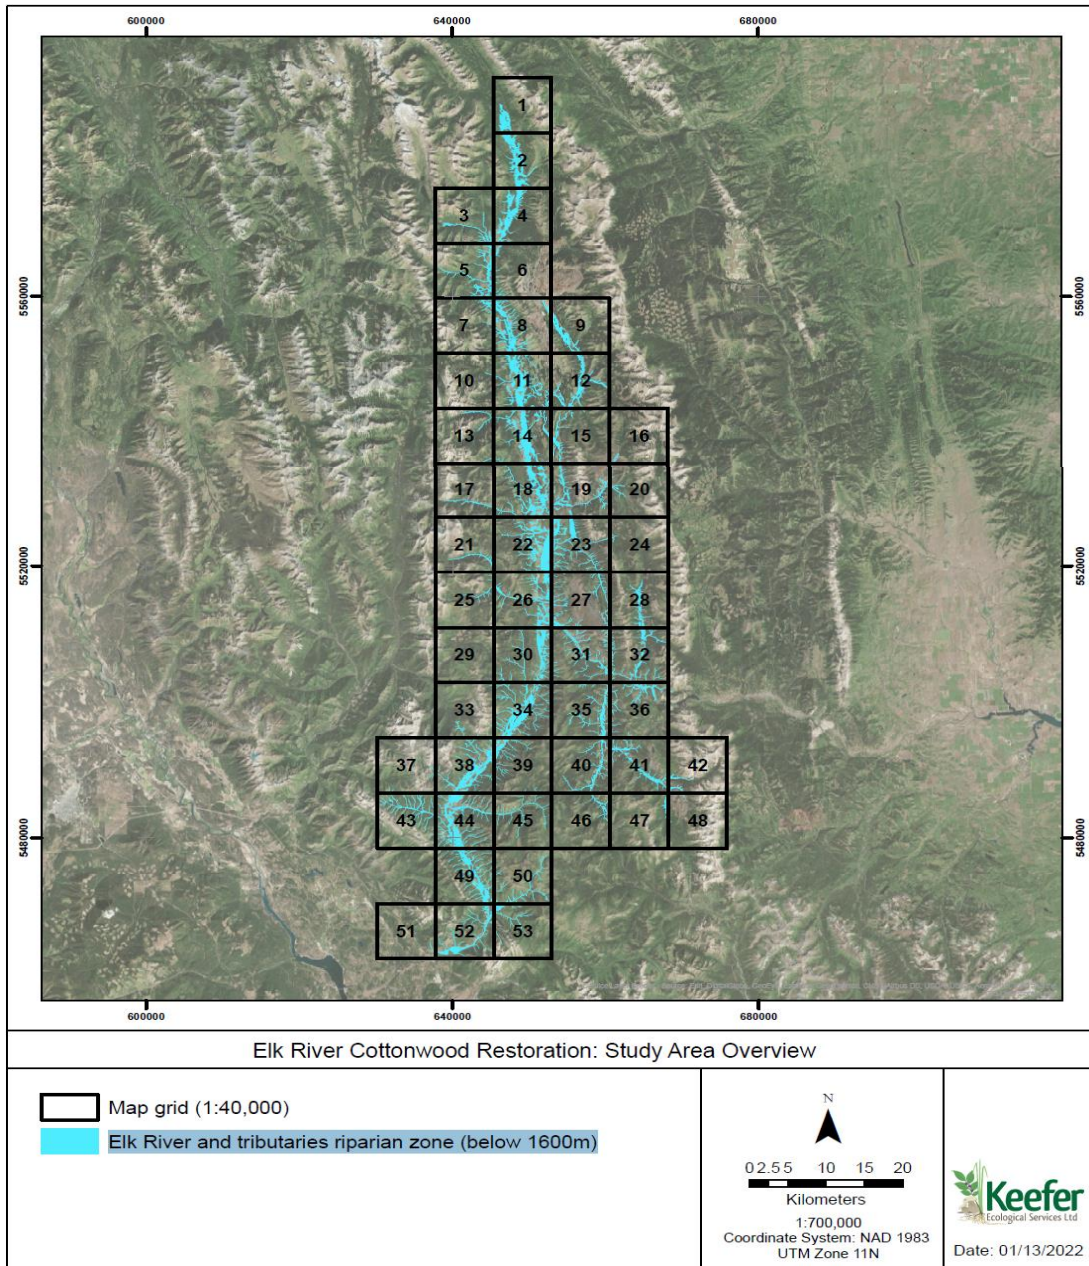 600000 640000 680000
1
2
3 4
5 6
5560000 5560000
7 8 9
10 11 12
13 14 15 16
17 18 19 20
21 22 23 24
5520000 5520000
25 26 27 28
29 30 31 32
33 34 35 36
37 38 39 40 41 42
43 44 45 46 47 48
5480000 5480000
49 50
51 52 53
600000 640000 680000
Elk River Cottonwood Restoration: Study Area Overview
Map grid (1:40,000)
Elk River and tributaries riparian zone (below 1600m)
N
0 2.5 5 10 15 20
Kilometers
1:700,000
Coordinate System: NAD 1983
UTM Zone 11N
Keefer
Ecological Services Ltd
Date: 01/13/2022